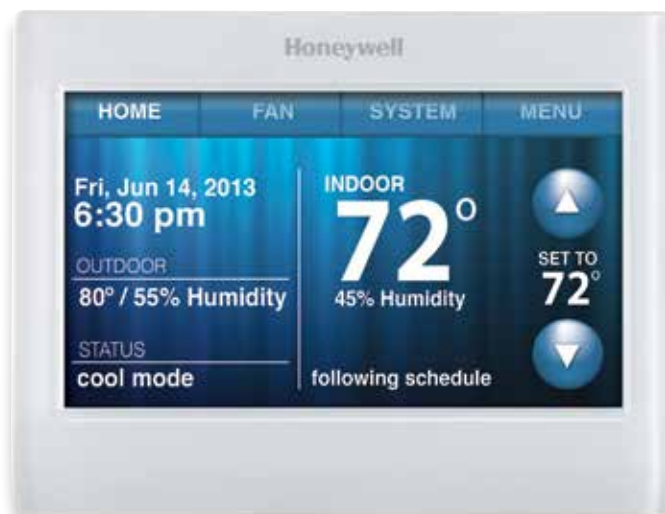 Honeywell
HOME FAN SYSTEM MENU
Fri, Jun 14, 2013
6:30 pm
OUTDOOR
80° / 55% Humidity
STATUS
cool mode
INDOOR
72°
45% Humidity
following schedule
SET TO
72°